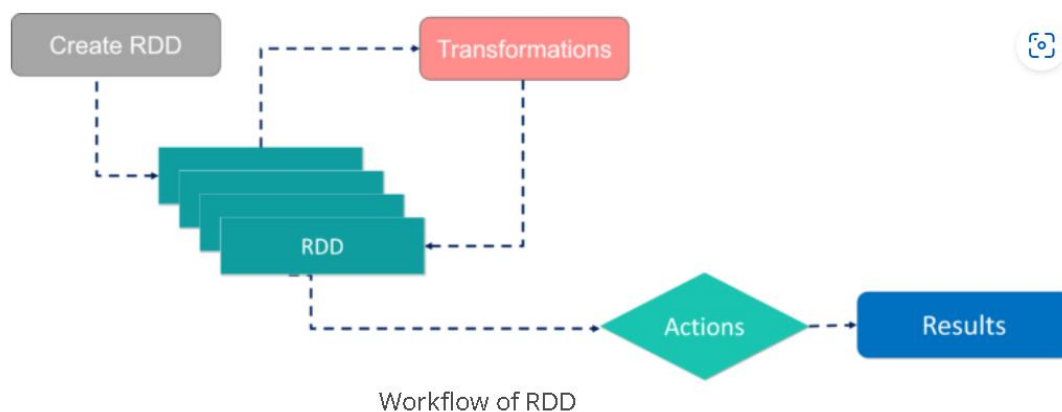 Create RDD
Transformations
RDD
Actions
Results
Workflow of RDD